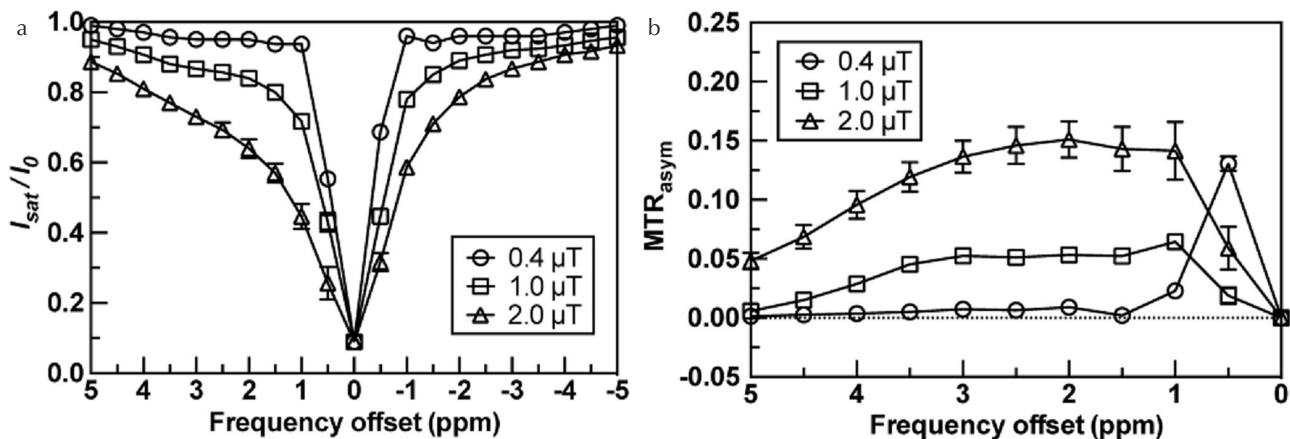 a
1.0
0.8
0.6
0.4
0.2
0.0
I_sat/I_0
5 4 3 2 1 0 -1 -2 -3 -4 -5
Frequency offset (ppm)
0.4 μT
1.0 μT
2.0 μT
b
0.25
0.20
0.15
0.10
0.05
0.00
-0.05
MTR_asym
5 4 3 2 1 0
Frequency offset (ppm)
0.4 μT
1.0 μT
2.0 μT